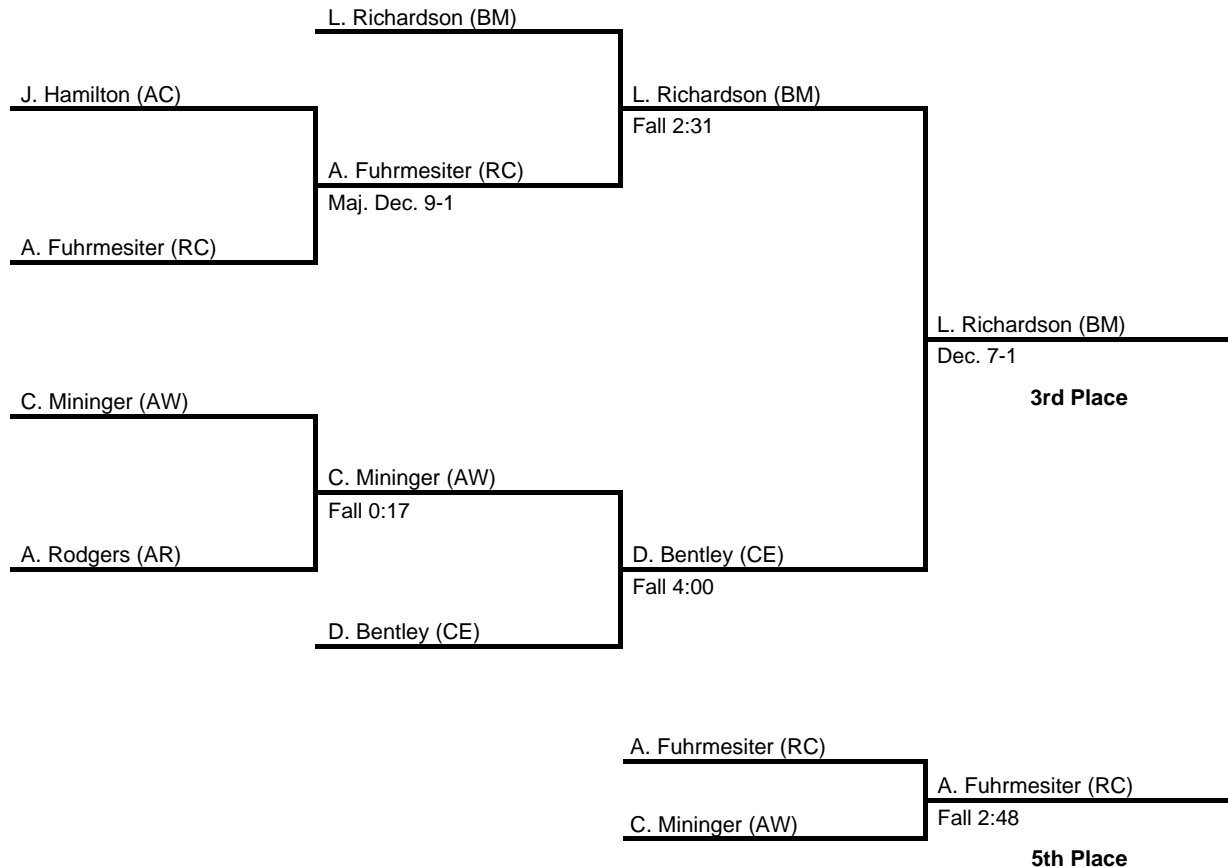 L. Richardson (BM)
J. Hamilton (AC)
L. Richardson (BM)
Fall 2:31
A. Fuhrmesiter (RC)
Maj. Dec. 9-1
A. Fuhrmesiter (RC)
L. Richardson (BM)
Dec. 7-1
3rd Place
C. Mininger (AW)
C. Mininger (AW)
Fall 0:17
A. Rodgers (AR)
D. Bentley (CE)
Fall 4:00
D. Bentley (CE)
A. Fuhrmesiter (RC)
A. Fuhrmesiter (RC)
Fall 2:48
C. Mininger (AW)
5th Place